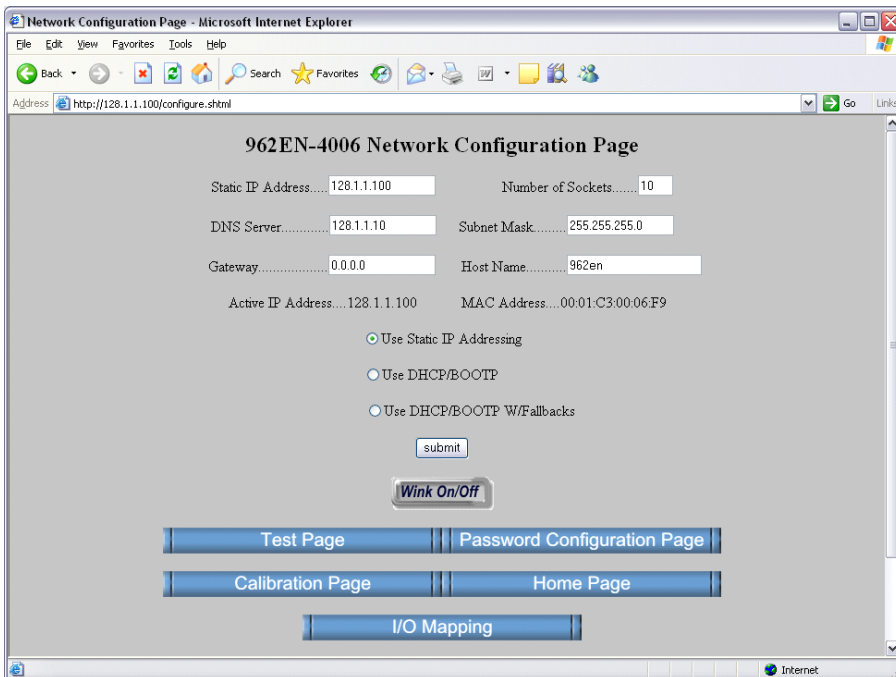 Network Configuration Page - Microsoft Internet Explorer
File Edit View Favorites Tools Help
Back Search Favorites
Address http://128.1.1.100/configure.shtml Go Links
962EN-4006 Network Configuration Page
Static IP Address..... 128.1.1.100 Number of Sockets....... 10
DNS Server............. 128.1.1.10 Subnet Mask......... 255.255.255.0
Gateway................... 0.0.0.0 Host Name........... 962en
Active IP Address....128.1.1.100 MAC Address....00:01:C3:00:06:F9
Use Static IP Addressing
Use DHCP/BOOTP
Use DHCP/BOOTP W/Fallbacks
submit
Wink On/Off
Test Page Password Configuration Page
Calibration Page Home Page
I/O Mapping
Internet